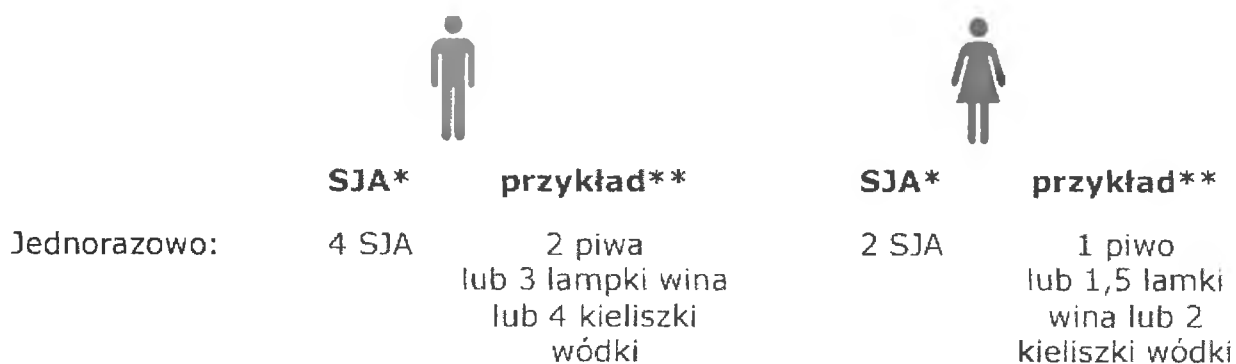 SJA* przykład** SJA* przykład**
Jednorazowo: 4 SJA 2 piwa 2 SJA 1 piwo
lub 3 lampki wina lub 1,5 lamki
lub 4 kieliszki wina lub 2
wódki kieliszki wódki